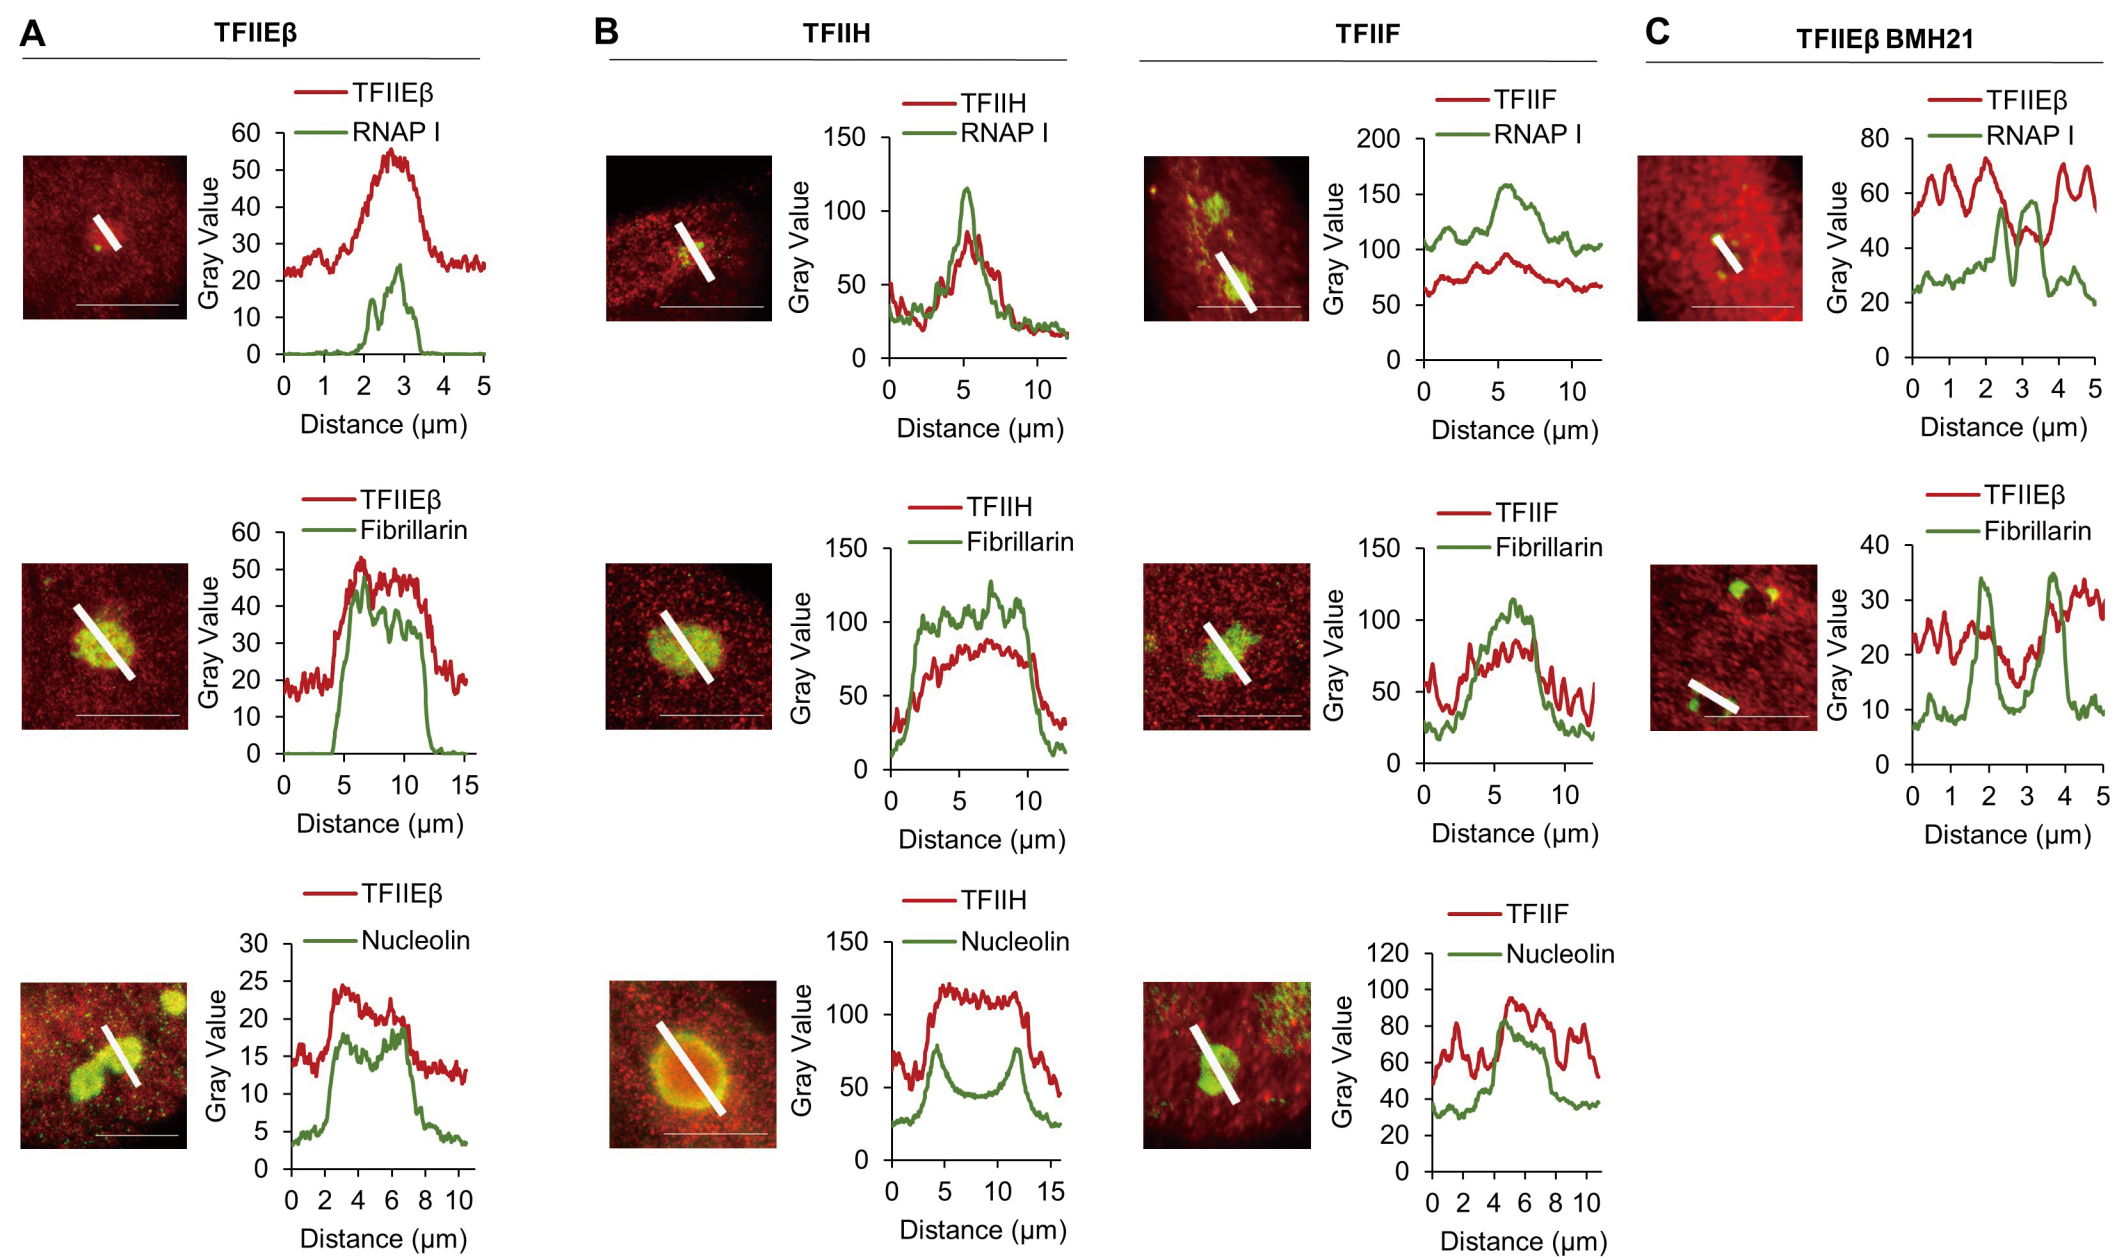 A
TFIIEβ
TFIIEβ
RNAP I
60
50
40
30
20
10
0
Gray Value
0 1 2 3 4 5
Distance (µm)
TFIIEβ
Fibrillarin
60
50
40
30
20
10
0
Gray Value
0 5 10 15
Distance (µm)
TFIIEβ
Nucleolin
30
25
20
15
10
5
0
Gray Value
0 2 4 6 8 10
Distance (µm)
B
TFIIH
TFIIH
RNAP I
150
100
50
0
Gray Value
0 5 10
Distance (µm)
TFIIH
Fibrillarin
150
100
50
0
Gray Value
0 5 10
Distance (µm)
TFIIH
Nucleolin
150
100
50
0
Gray Value
0 5 10 15
Distance (µm)
TFIIF
TFIIF
RNAP I
200
150
100
50
0
Gray Value
0 5 10
Distance (µm)
TFIIF
Fibrillarin
150
100
50
0
Gray Value
0 5 10
Distance (µm)
TFIIF
Nucleolin
120
100
80
60
40
20
0
Gray Value
0 2 4 6 8 10
Distance (µm)
C
TFIIEβ BMH21
TFIIEβ
RNAP I
80
60
40
20
0
Gray Value
0 1 2 3 4 5
Distance (µm)
TFIIEβ
Fibrillarin
40
30
20
10
0
Gray Value
0 1 2 3 4 5
Distance (µm)